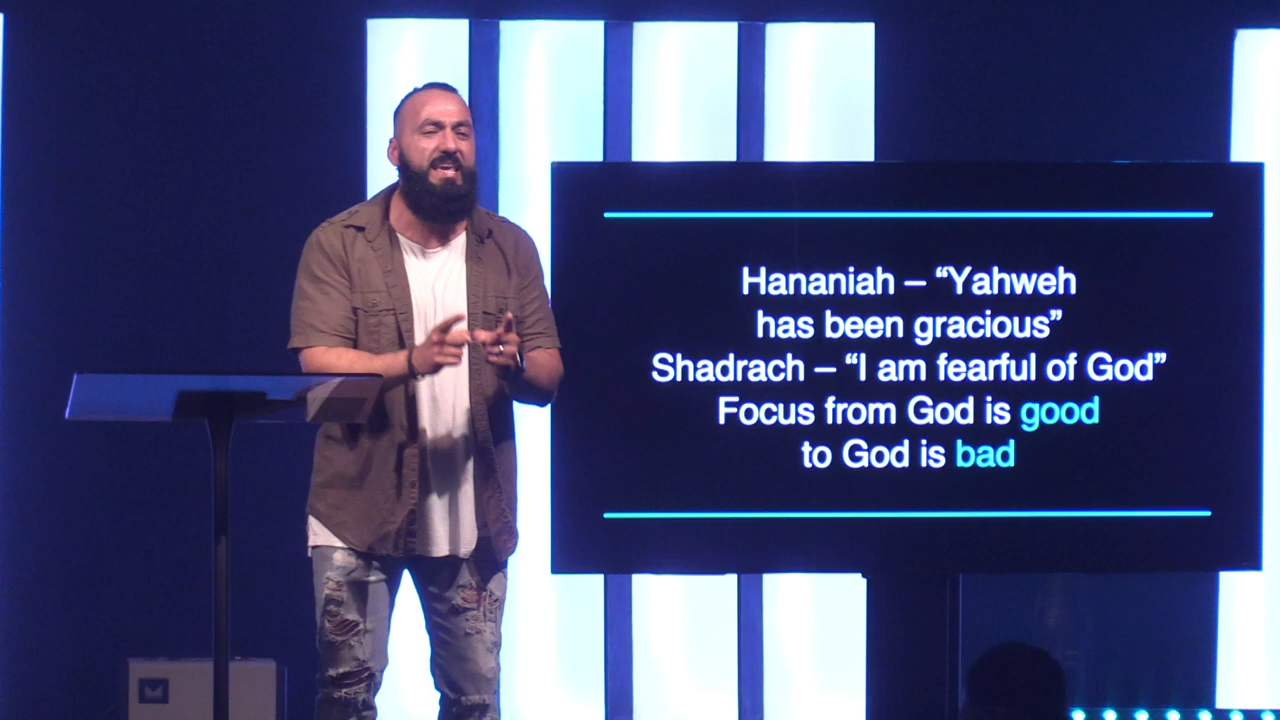 Hananiah – “Yahweh
has been gracious”
Shadrach – “I am fearful of God”
Focus from God is good
to God is bad